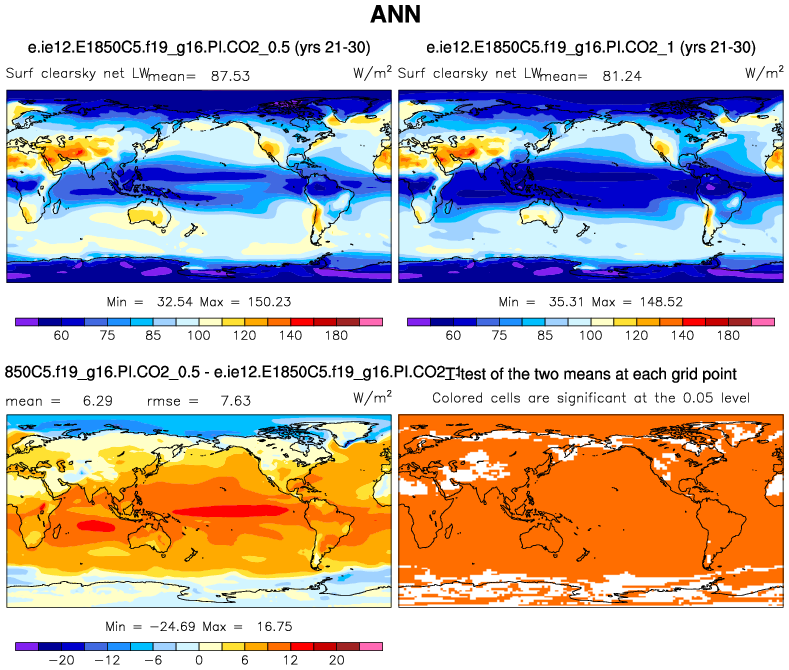 ANN
e.ie12.E1850C5.f19_g16.PI.CO2_0.5 (yrs 21-30)
e.ie12.E1850C5.f19_g16.PI.CO2_1 (yrs 21-30)
Surf clearsky net LW mean= 87.53 W/m²
Surf clearsky net LW mean= 81.24 W/m²
Min = 32.54 Max = 150.23
Min = 35.31 Max = 148.52
60 75 85 100 120 140 180
60 75 85 100 120 140 180
850C5.f19_g16.PI.CO2_0.5 - e.ie12.E1850C5.f19_g16.PI.CO2_1
T-test of the two means at each grid point
mean = 6.29 rmse = 7.63 W/m²
Colored cells are significant at the 0.05 level
Min = −24.69 Max = 16.75
−20 −12 −6 0 6 12 20